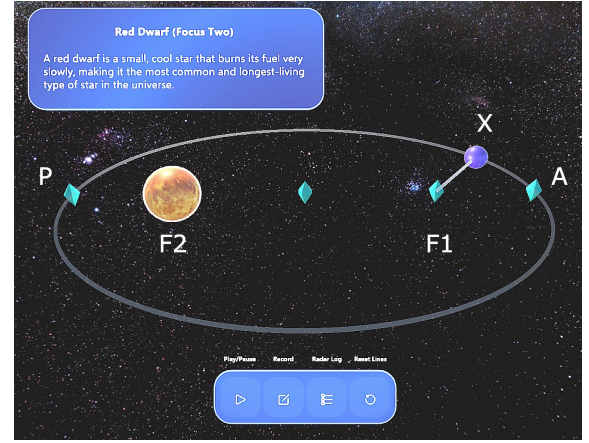 Red Dwarf (Focus Two)
A red dwarf is a small, cool star that burns its fuel very
slowly, making it the most common and longest-living
type of star in the universe.
X
P
A
F2
F1
Play/Pause Record Radar Log Reset Lines